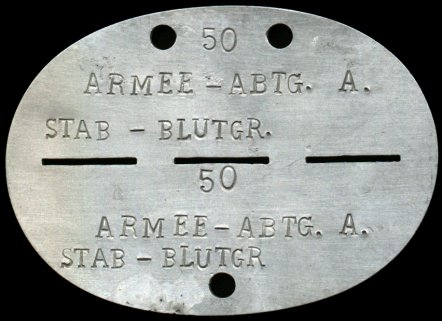 50
ARMEE - ABTG. A.
STAB - BLUTGR.
50
ARMEE - ABTG. A.
STAB - BLUTGR